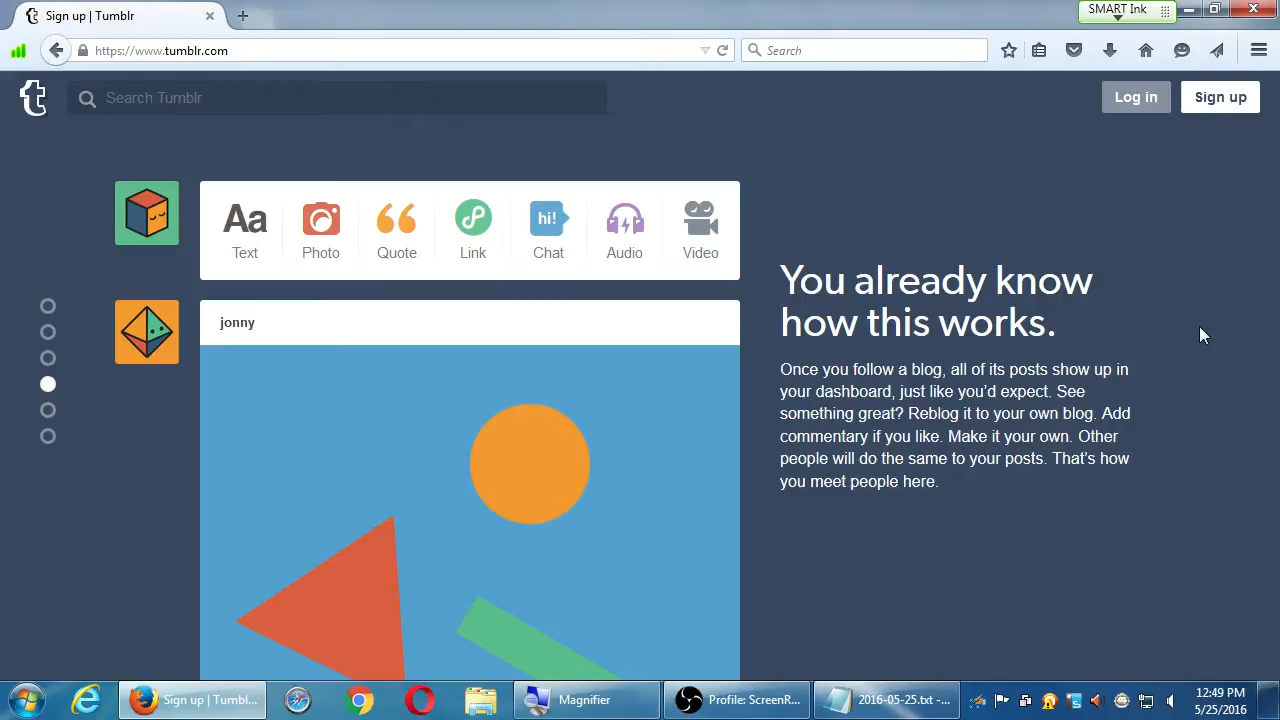 Sign up | Tumblr
SMART Ink
https://www.tumblr.com
Search
Search Tumblr
Log in
Sign up
Aa
hi!
Text
Photo
Quote
Link
Chat
Audio
Video
jonny
You already know
how this works.
Once you follow a blog, all of its posts show up in
your dashboard, just like you’d expect. See
something great? Reblog it to your own blog. Add
commentary if you like. Make it your own. Other
people will do the same to your posts. That’s how
you meet people here.
Sign up | Tumbl...
Magnifier
Profile: ScreenR...
2016-05-25.txt -...
12:49 PM
5/25/2016